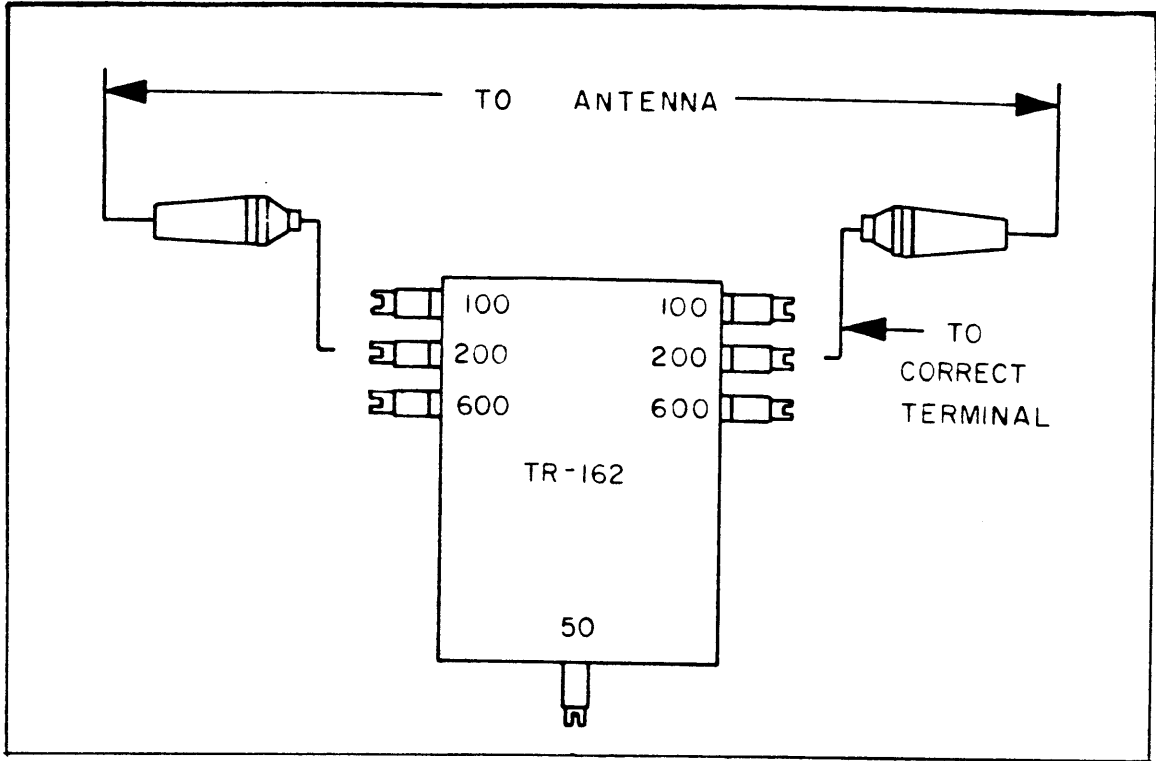 TO ANTENNA
100 100
200 200
600 600
TO
CORRECT
TERMINAL
TR-162
50